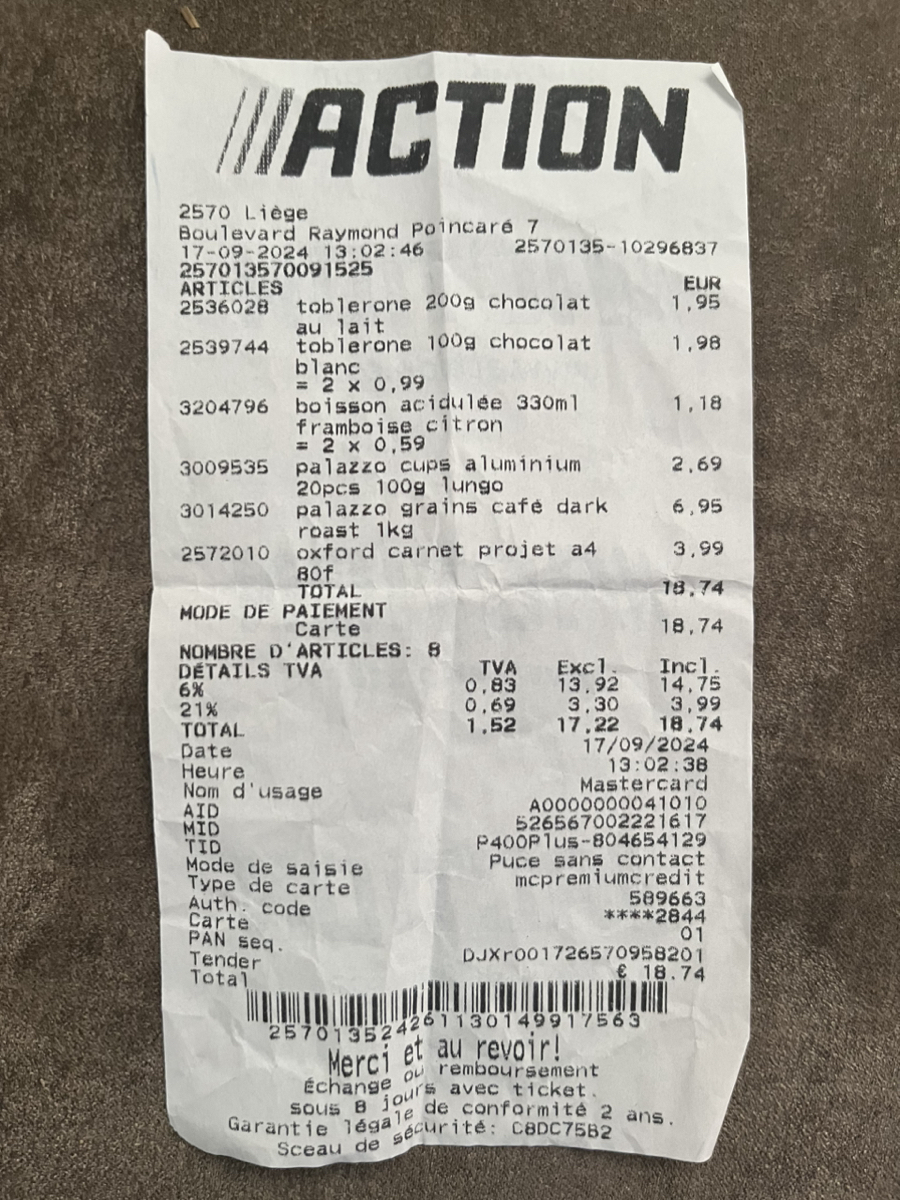 ACTION
2570 Liège
Boulevard Raymond Poincaré 7
17-09-2024 13:02:46 2570135-10296837
257013570091525
ARTICLES EUR
2536028 toblerone 200g chocolat 1,95
au lait
2539744 toblerone 100g chocolat 1,98
blanc
= 2 x 0,99
3204796 boisson acidulée 330ml 1,18
framboise citron
= 2 x 0,59
3009535 palazzo cups aluminium 2,69
20pcs 100g lungo
3014250 palazzo grains café dark 6,95
roast 1kg
2572010 oxford carnet projet a4 3,99
80f
TOTAL 18,74
MODE DE PAIEMENT
Carte 18,74
NOMBRE D'ARTICLES: 8
DÉTAILS TVA TVA Excl. Incl.
6% 0,83 13,92 14,75
21% 0,69 3,30 3,99
TOTAL 1,52 17,22 18,74
Date 17/09/2024
Heure 13:02:38
Nom d'usage Mastercard
AID A0000000041010
MID 526567002221617
TID P400Plus-804654129
Mode de saisie Puce sans contact
Type de carte mcpremiumcredit
Auth. code 589663
Carte ****2844
PAN seq. 01
Tender DJXr001726570958201
Total € 18.74
257013524261130149917563
Merci et au revoir!
Échange ou remboursement
sous 8 jours avec ticket.
Garantie légale de conformité 2 ans.
Sceau de sécurité: C8DC75B2